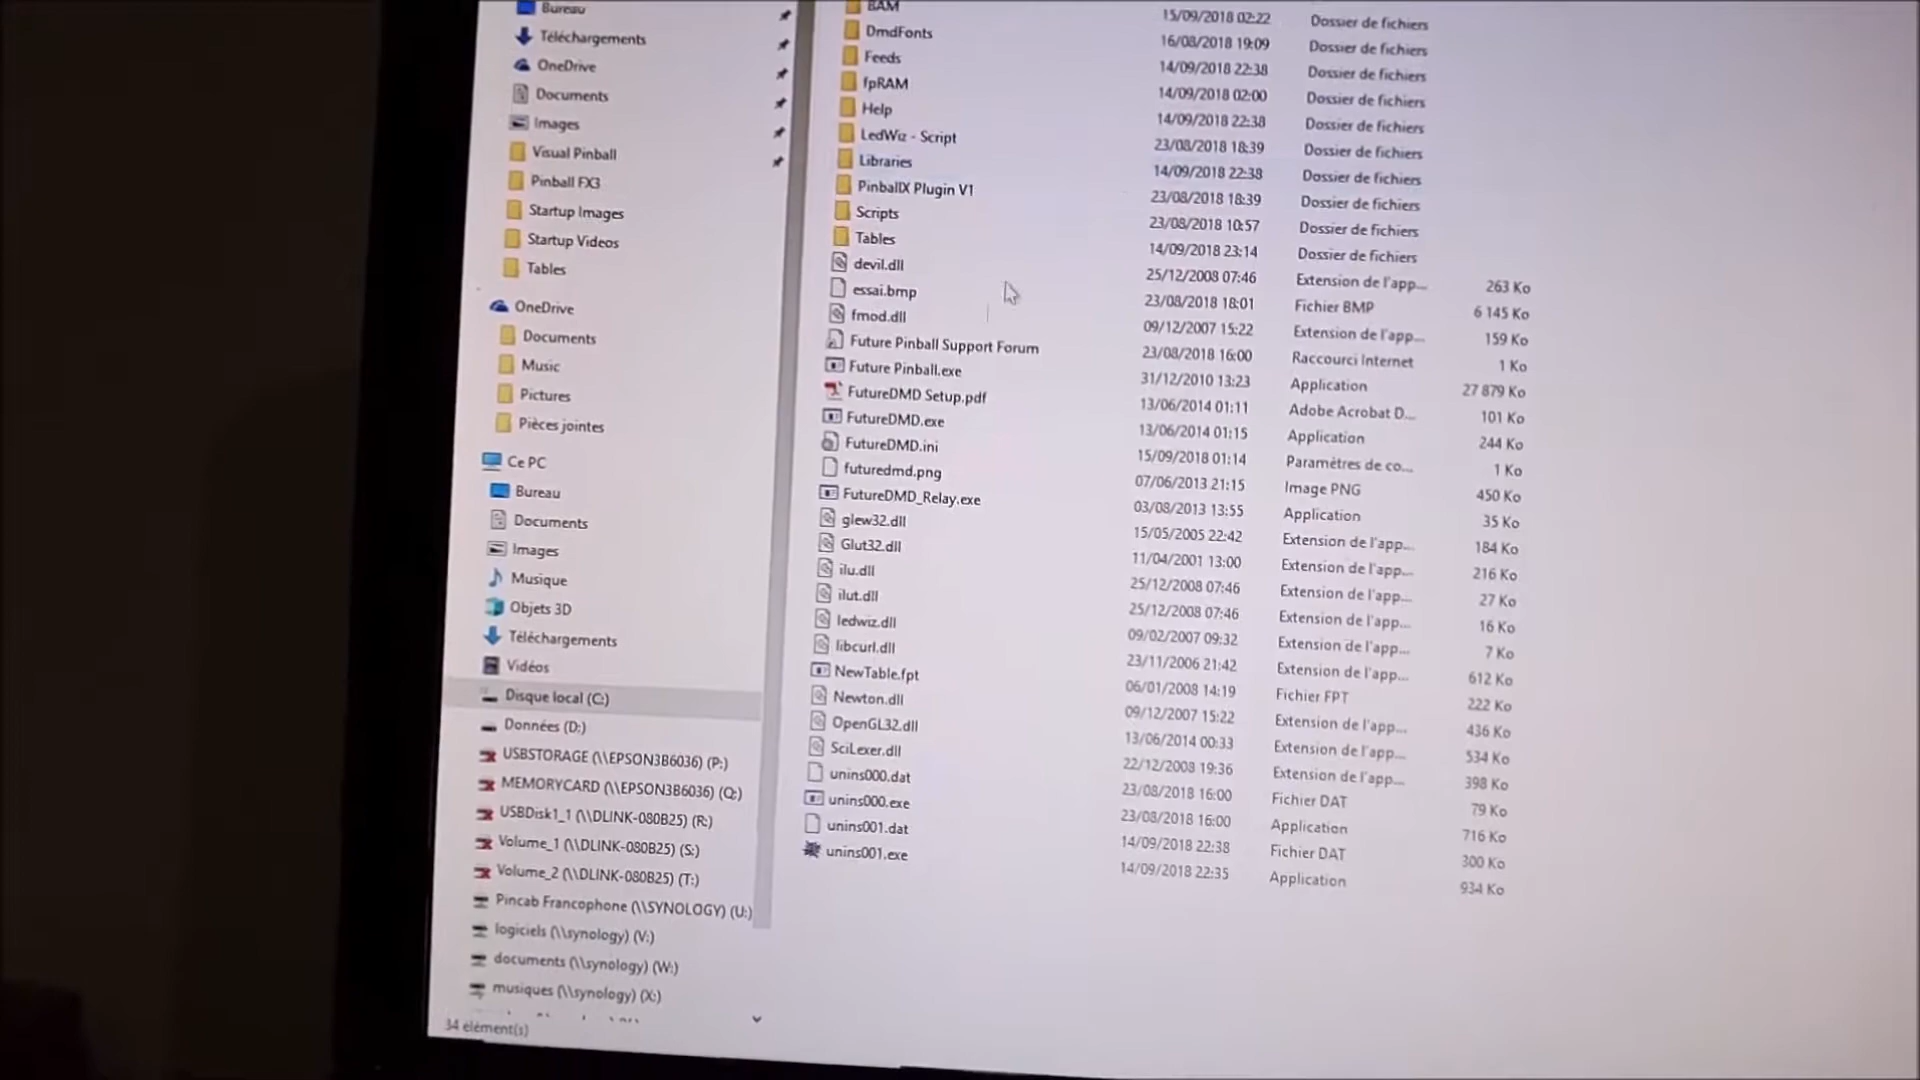 Bureau
Téléchargements
OneDrive
Documents
Images
Visual Pinball
Pinball FX3
Startup Images
Startup Videos
Tables
OneDrive
Documents
Music
Pictures
Pièces jointes
Ce PC
Bureau
Documents
Images
Musique
Objets 3D
Téléchargements
Vidéos
Disque local (C:)
Données (D:)
USBSTORAGE (\\EPSON3B6036) (P:)
MEMORYCARD (\\EPSON3B6036) (Q:)
USBDisk1_1 (\\DLINK-080B25) (R:)
Volume_1 (\\DLINK-080B25) (S:)
Volume_2 (\\DLINK-080B25) (T:)
Pincab Francophone (\\SYNOLOGY) (U:)
logiciels (\\synology) (V:)
documents (\\synology) (W:)
musiques (\\synology) (X:)
34 élément(s)
BAM 15/09/2018 02:22 Dossier de fichiers
DmdFonts 16/08/2018 19:09 Dossier de fichiers
Feeds 14/09/2018 22:38 Dossier de fichiers
fpRAM 14/09/2018 02:00 Dossier de fichiers
Help 14/09/2018 22:38 Dossier de fichiers
LedWiz - Script 23/08/2018 18:39 Dossier de fichiers
Libraries 14/09/2018 22:38 Dossier de fichiers
PinballX Plugin V1 23/08/2018 18:39 Dossier de fichiers
Scripts 23/08/2018 10:57 Dossier de fichiers
Tables 14/09/2018 23:14 Dossier de fichiers
devil.dll 25/12/2008 07:46 Extension de l'app... 263 Ko
essai.bmp 23/08/2018 18:01 Fichier BMP 6 145 Ko
fmod.dll 09/12/2007 15:22 Extension de l'app... 159 Ko
Future Pinball Support Forum 23/08/2018 16:00 Raccourci Internet 1 Ko
Future Pinball.exe 31/12/2010 13:23 Application 27 879 Ko
FutureDMD Setup.pdf 13/06/2014 01:11 Adobe Acrobat D... 101 Ko
FutureDMD.exe 13/06/2014 01:15 Application 244 Ko
FutureDMD.ini 15/09/2018 01:14 Paramètres de co... 1 Ko
futuredmd.png 07/06/2013 21:15 Image PNG 450 Ko
FutureDMD_Relay.exe 03/08/2013 13:55 Application 35 Ko
glew32.dll 15/05/2005 22:42 Extension de l'app... 184 Ko
Glut32.dll 11/04/2001 13:00 Extension de l'app... 216 Ko
ilu.dll 25/12/2008 07:46 Extension de l'app... 27 Ko
ilut.dll 25/12/2008 07:46 Extension de l'app... 16 Ko
ledwiz.dll 09/02/2007 09:32 Extension de l'app... 7 Ko
libcurl.dll 23/11/2006 21:42 Extension de l'app... 612 Ko
NewTable.fpt 06/01/2008 14:19 Fichier FPT 222 Ko
Newton.dll 09/12/2007 15:22 Extension de l'app... 436 Ko
OpenGL32.dll 13/06/2014 00:33 Extension de l'app... 534 Ko
SciLexer.dll 22/12/2008 19:36 Extension de l'app... 398 Ko
unins000.dat 23/08/2018 16:00 Fichier DAT 79 Ko
unins000.exe 23/08/2018 16:00 Application 716 Ko
unins001.dat 14/09/2018 22:38 Fichier DAT 300 Ko
unins001.exe 14/09/2018 22:35 Application 934 Ko